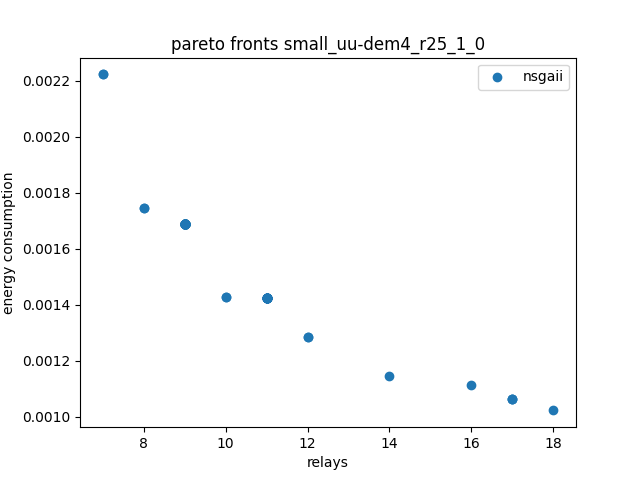 pareto fronts small_uu-dem4_r25_1_0
nsgaii
0.0022
0.0020
0.0018
0.0016
0.0014
0.0012
0.0010
energy consumption
8 10 12 14 16 18
relays